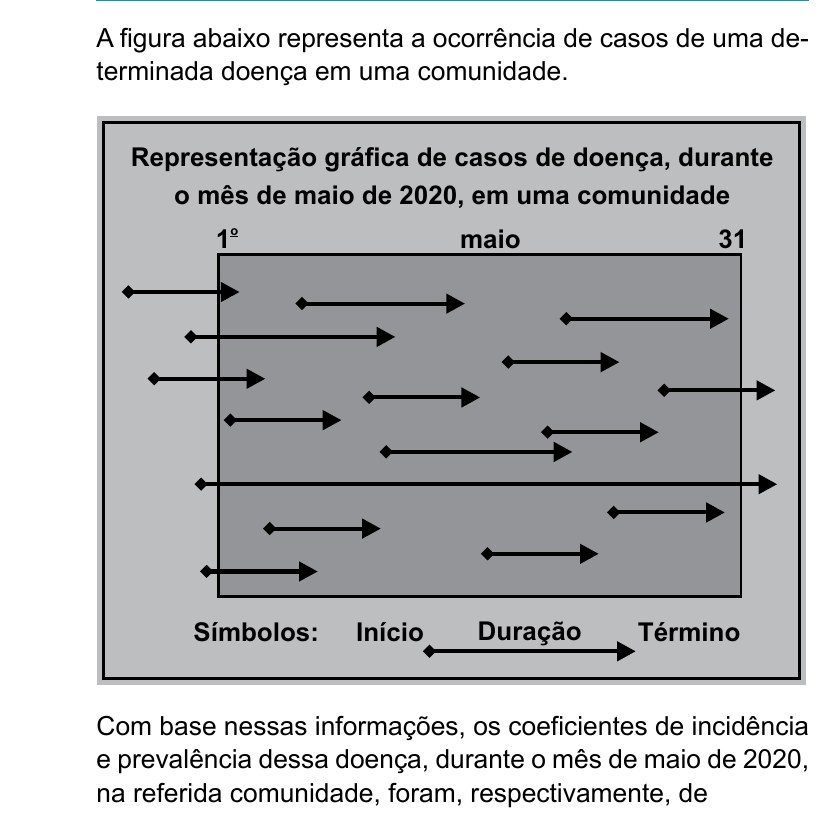 A figura abaixo representa a ocorrência de casos de uma de-
terminada doença em uma comunidade.
Representação gráfica de casos de doença, durante
o mês de maio de 2020, em uma comunidade
1º maio 31
Símbolos: Início Duração Término
Com base nessas informações, os coeficientes de incidência
e prevalência dessa doença, durante o mês de maio de 2020,
na referida comunidade, foram, respectivamente, de